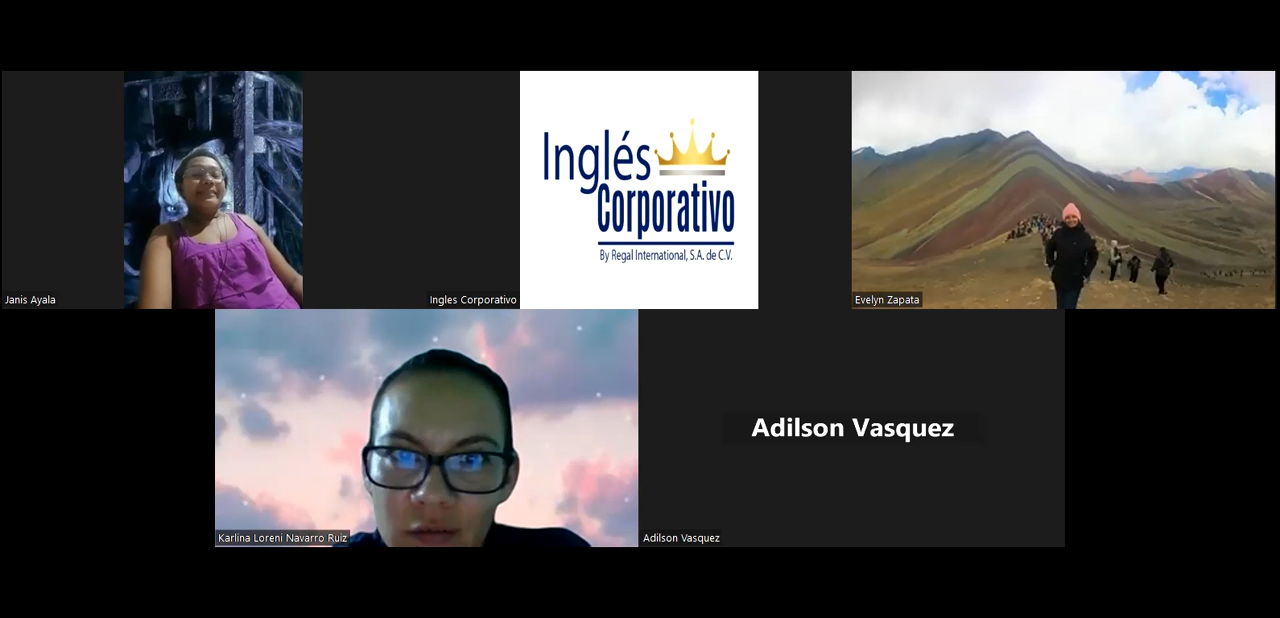 Inglés
Corporativo
By Regal International, S.A. de C.V.
Janis Ayala
Ingles Corporativo
Evelyn Zapata
Adilson Vasquez
Karlina Loreni Navarro Ruiz
Adilson Vasquez